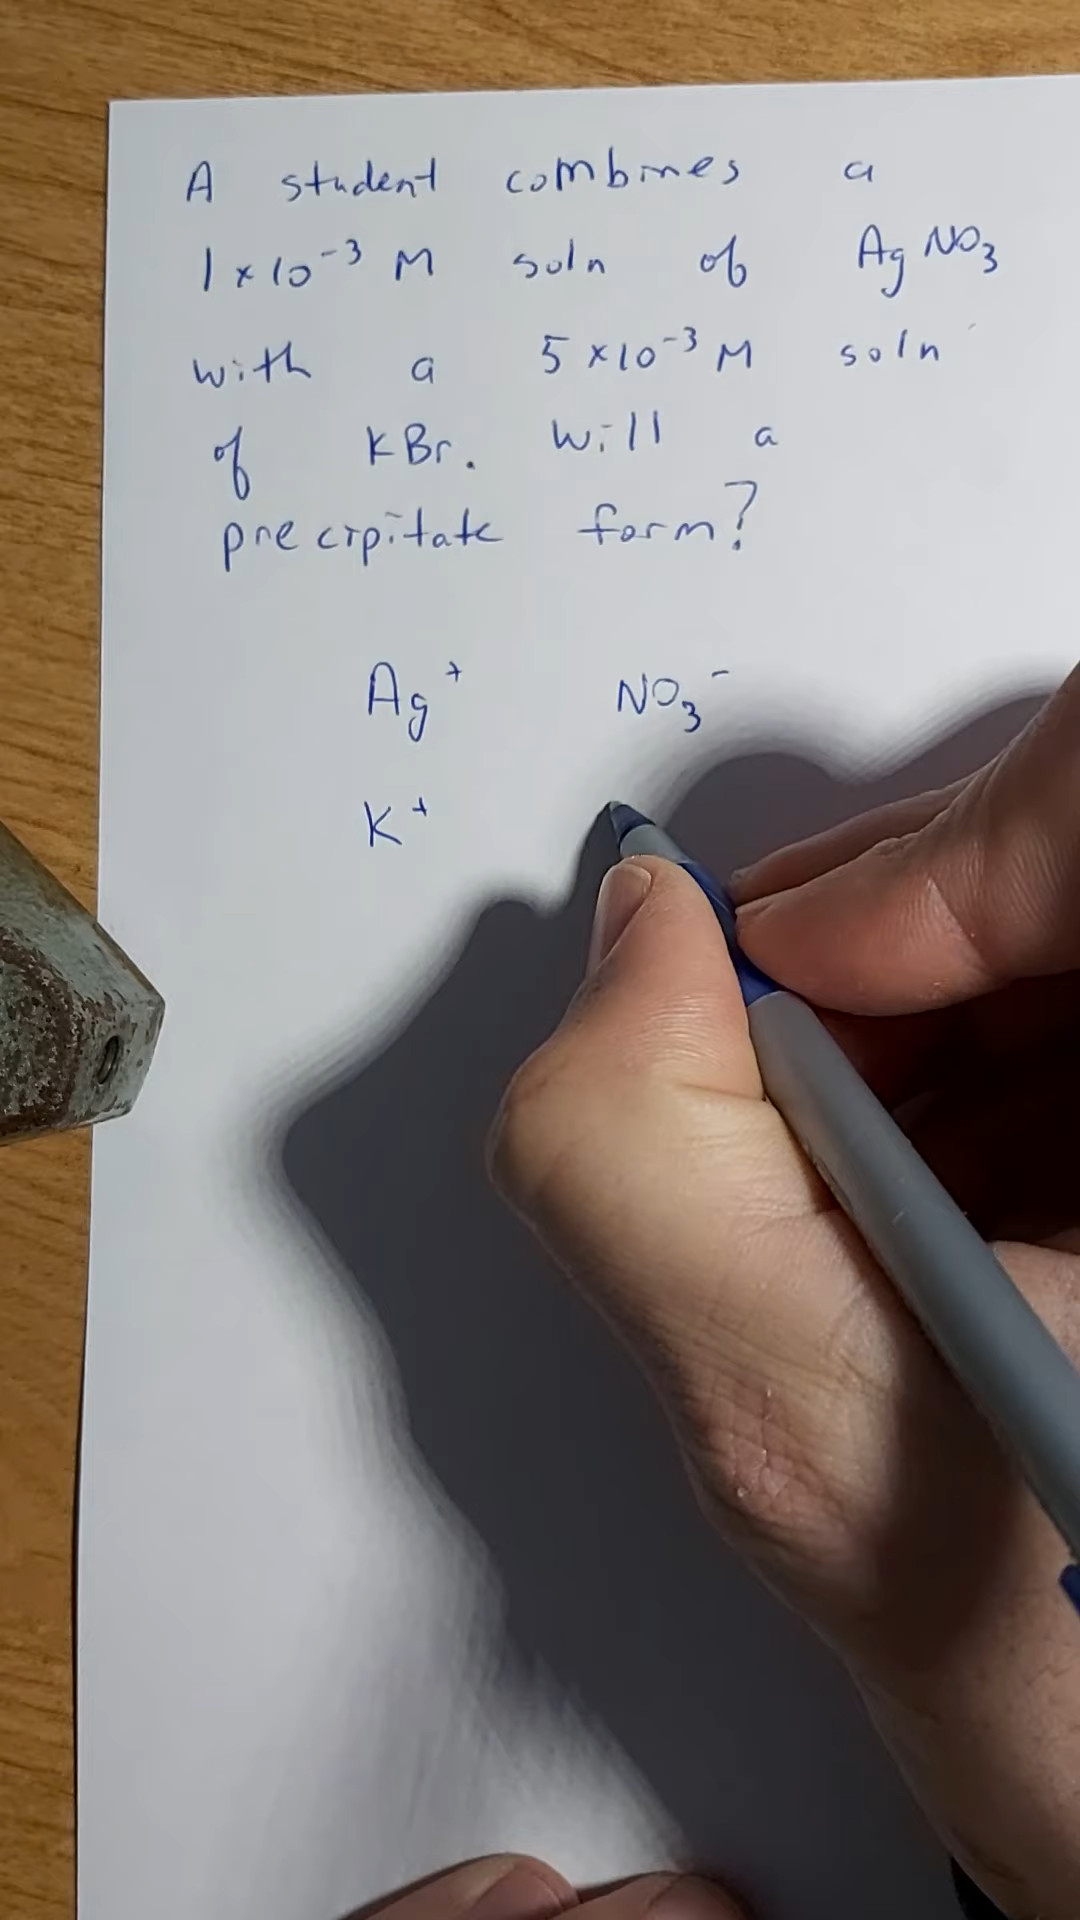 A student combines a
1×10⁻³ M soln of AgNO₃
with a 5×10⁻³ M soln
of KBr. Will a
precipitate form?
Ag⁺ NO₃⁻
K⁺